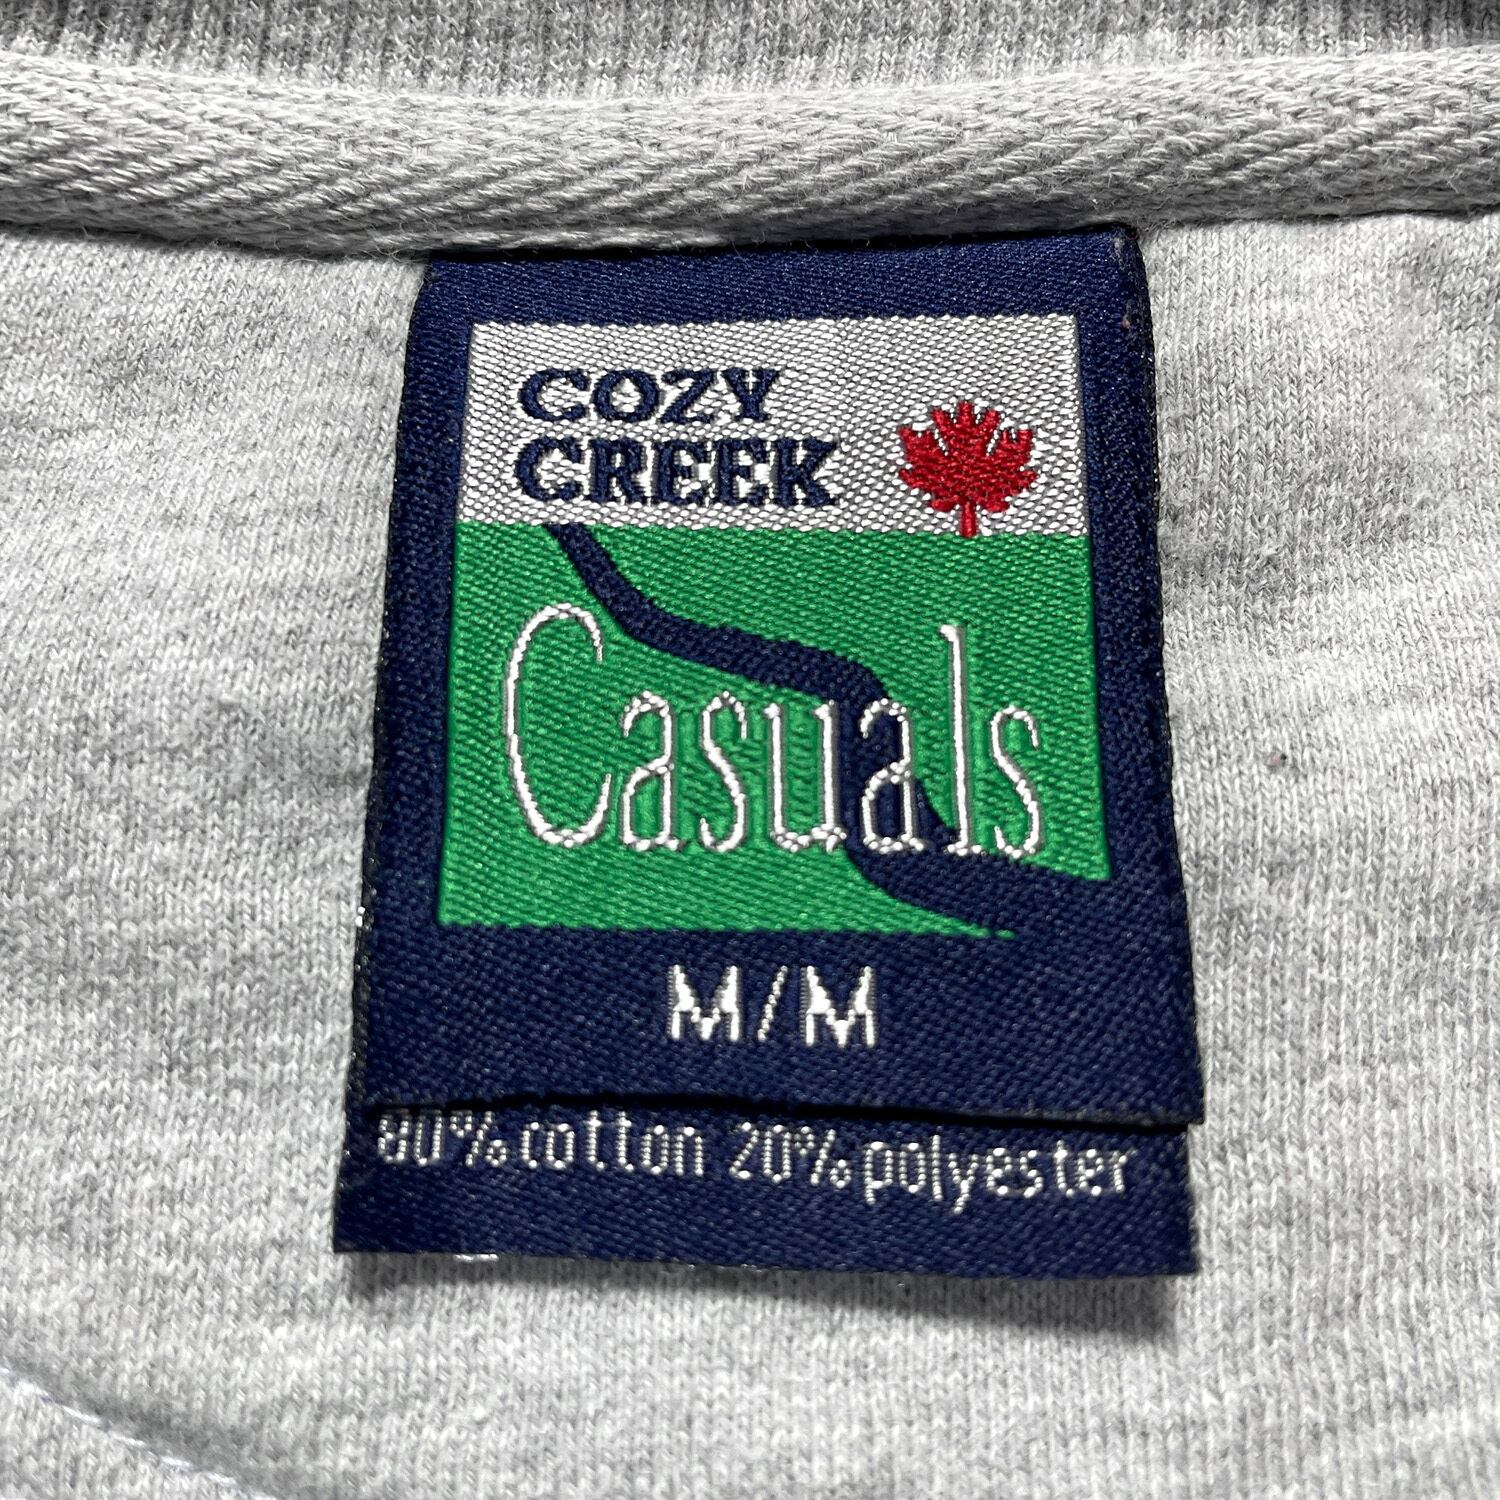 COZY
CREEK
Casuals
M/M
80% cotton 20% polyester